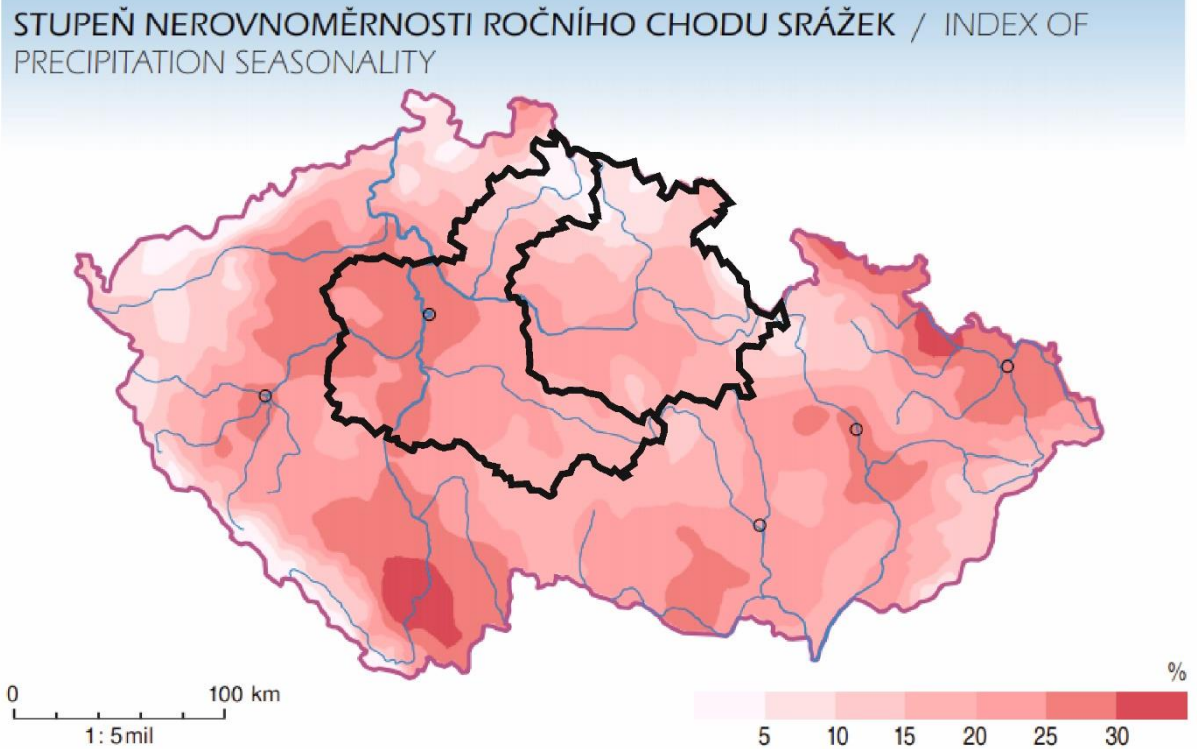 STUPEŇ NEROVNOMĚRNOSTI ROČNÍHO CHODU SRÁŽEK / INDEX OF
PRECIPITATION SEASONALITY
0 100 km
1: 5mil
%
5 10 15 20 25 30